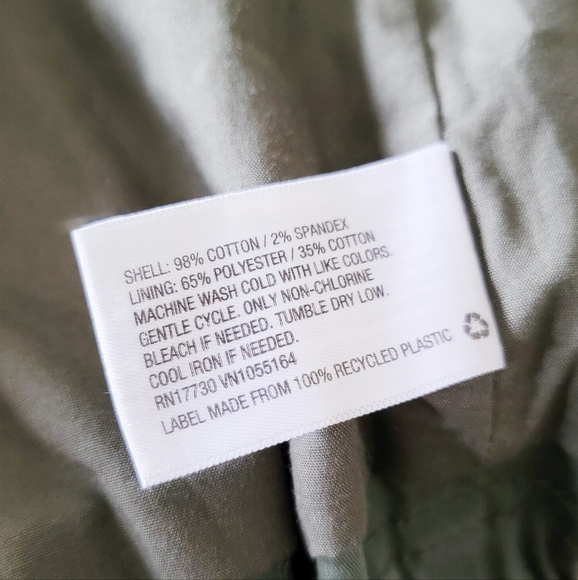 SHELL: 98% COTTON / 2% SPANDEX
LINING: 65% POLYESTER / 35% COTTON
MACHINE WASH COLD WITH LIKE COLORS.
GENTLE CYCLE. ONLY NON-CHLORINE
BLEACH IF NEEDED. TUMBLE DRY LOW.
COOL IRON IF NEEDED.
RN17730 VN1055164
LABEL MADE FROM 100% RECYCLED PLASTIC